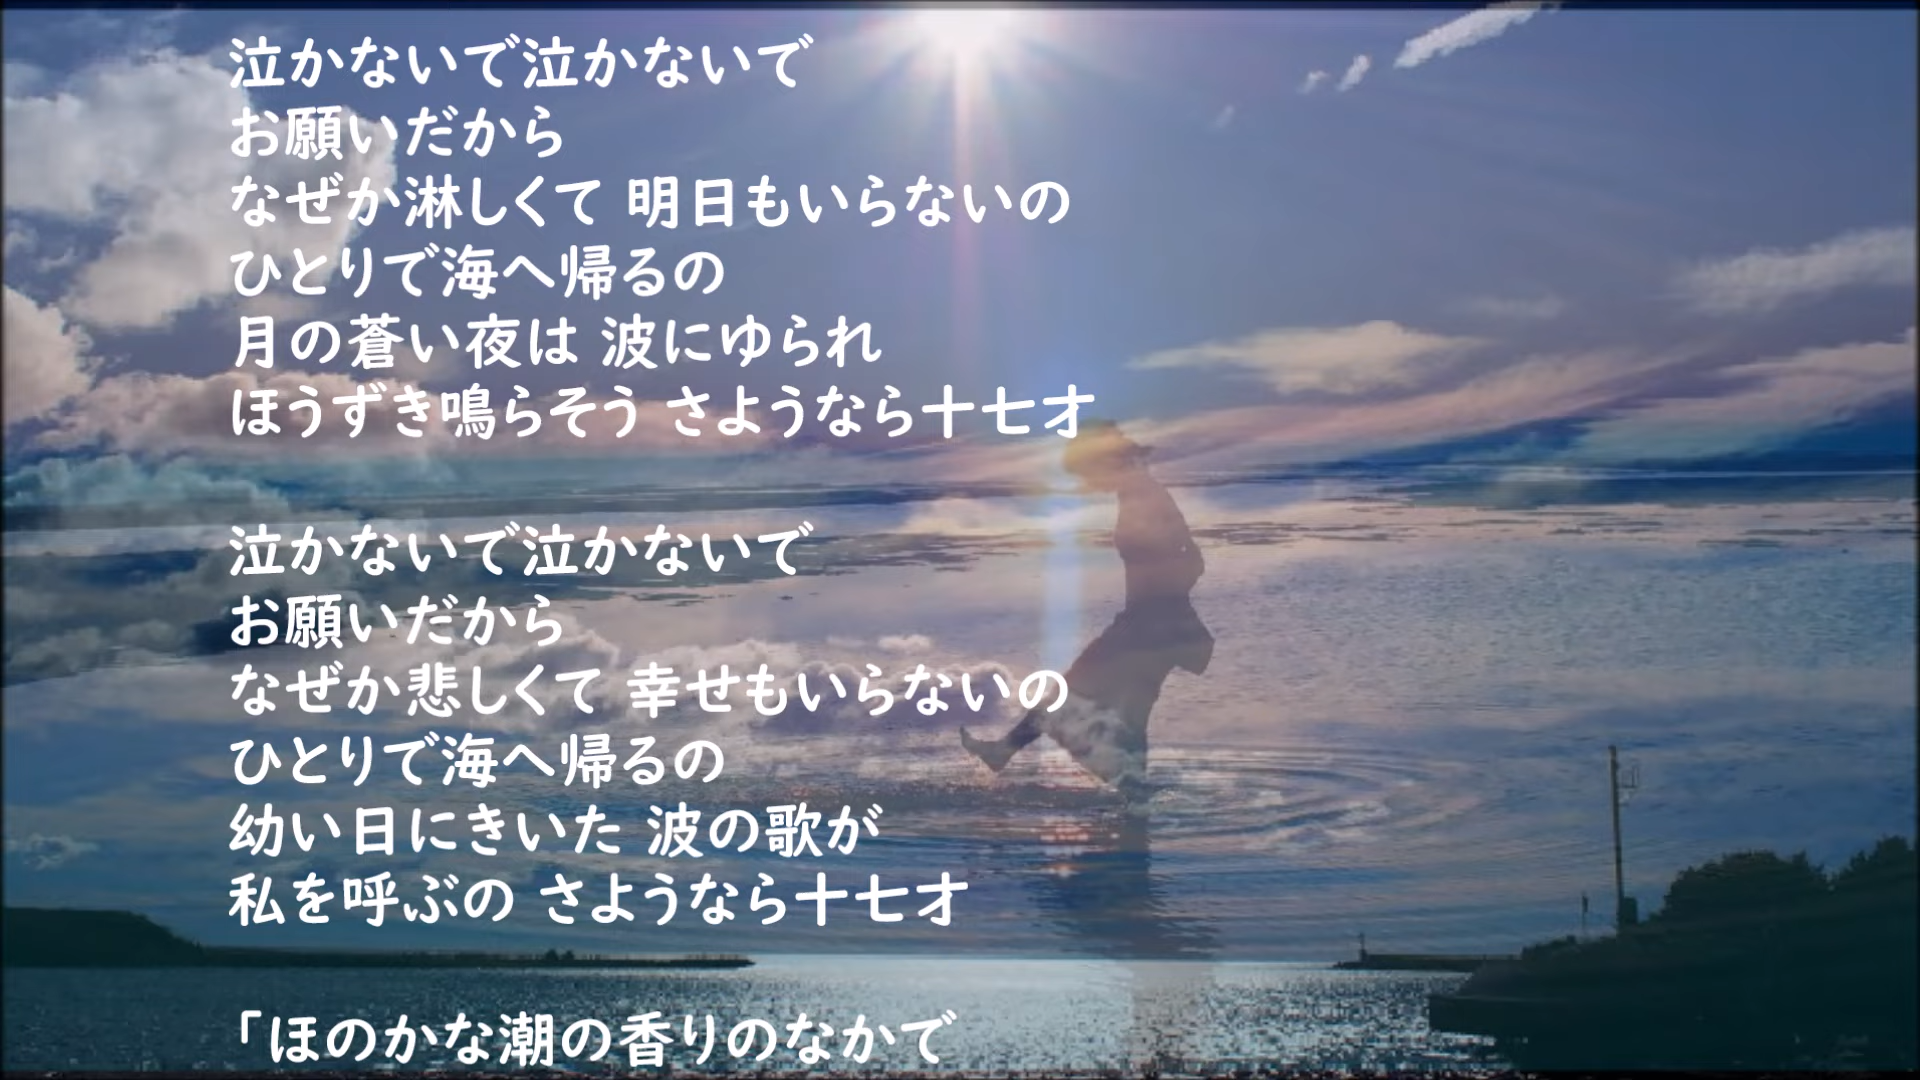 泣かないで泣かないで
お願いだから
なぜか淋しくて 明日もいらないの
ひとりで海へ帰るの
月の蒼い夜は 波にゆられ
ほうずき鳴らそう さようなら十七才
泣かないで泣かないで
お願いだから
なぜか悲しくて 幸せもいらないの
ひとりで海へ帰るの
幼い日にきいた 波の歌が
私を呼ぶの さようなら十七才
「ほのかな潮の香りのなかで